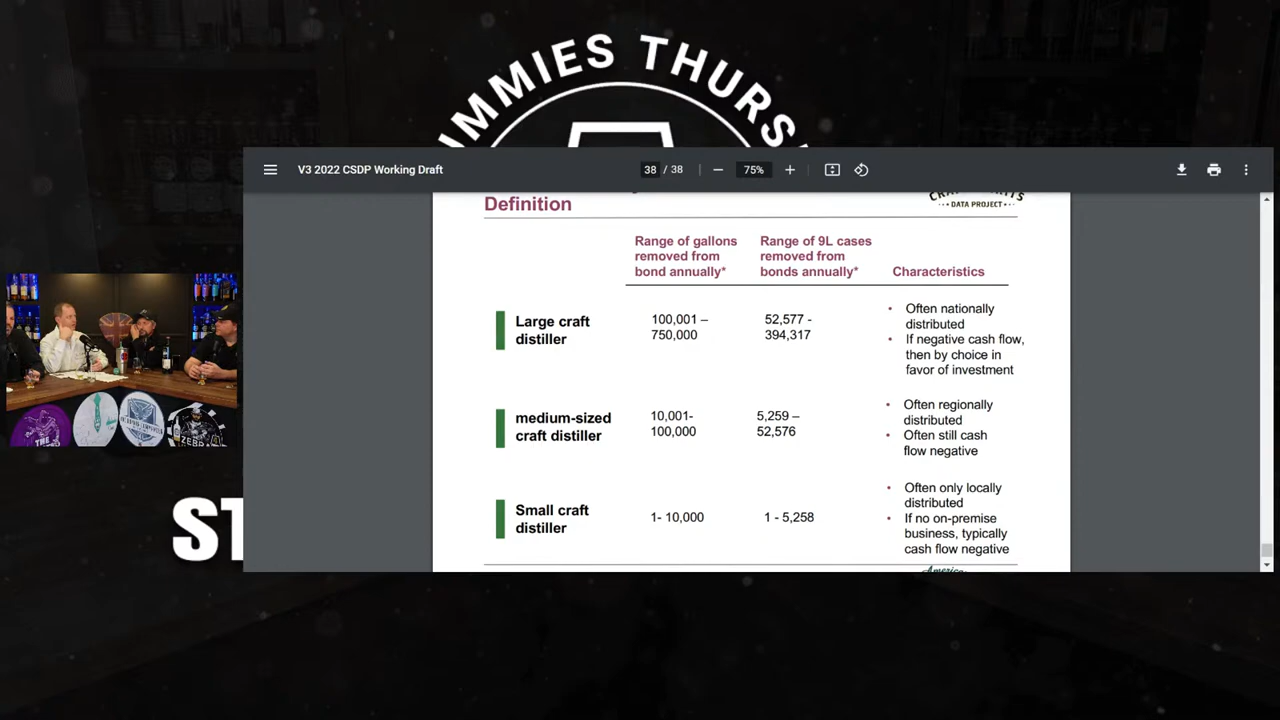 IMMIES THURS
V3 2022 CSDP Working Draft
38 / 38
75%
Definition
DATA PROJECT
Range of gallons
removed from
bond annually*
Range of 9L cases
removed from
bonds annually*
Characteristics
Large craft
distiller
100,001 –
750,000
52,577 -
394,317
• Often nationally
distributed
• If negative cash flow,
then by choice in
favor of investment
medium-sized
craft distiller
10,001-
100,000
5,259 –
52,576
• Often regionally
distributed
• Often still cash
flow negative
Small craft
distiller
1- 10,000
1 - 5,258
• Often only locally
distributed
• If no on-premise
business, typically
cash flow negative
America
ST
THE
ZEBRA